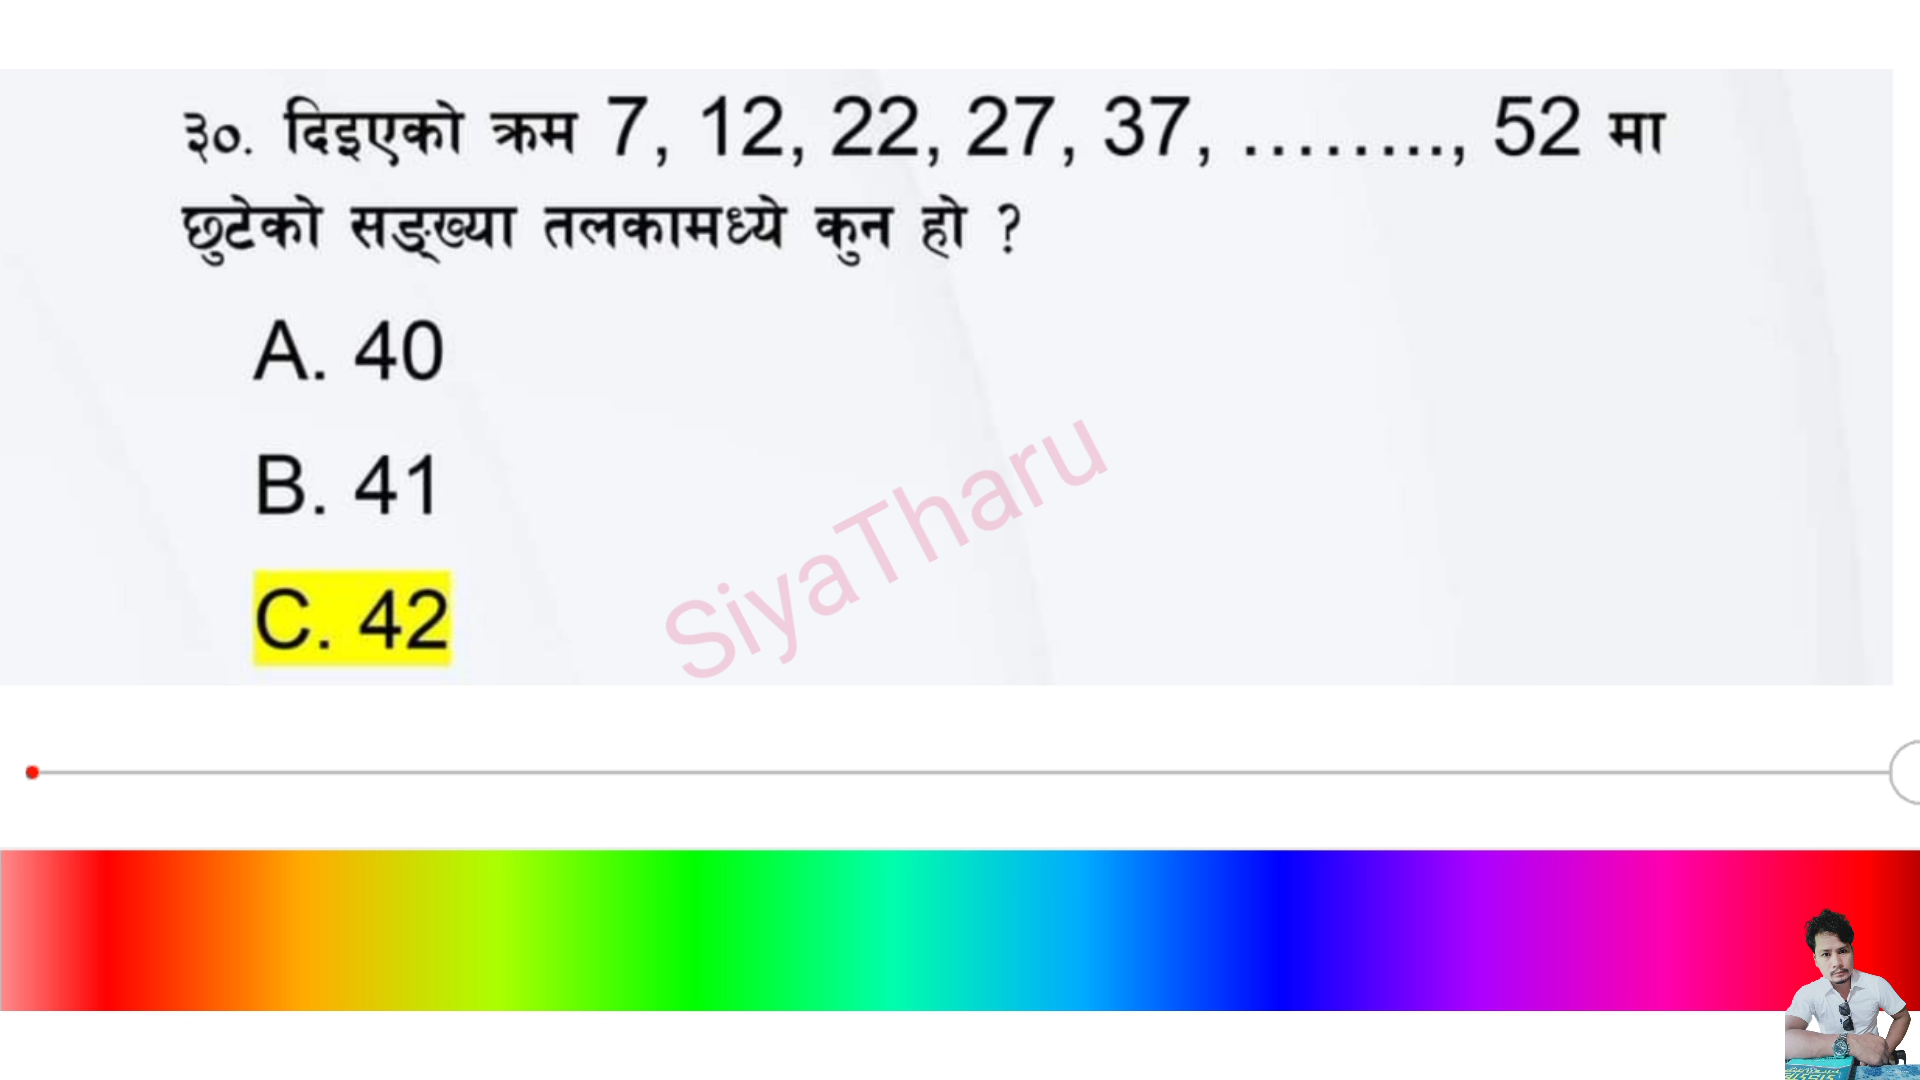 ३०. दिइएको क्रम 7, 12, 22, 27, 37, ........, 52 मा
छुटेको सङ्ख्या तलकामध्ये कुन हो ?
A. 40
B. 41
C. 42
SiyaTharu